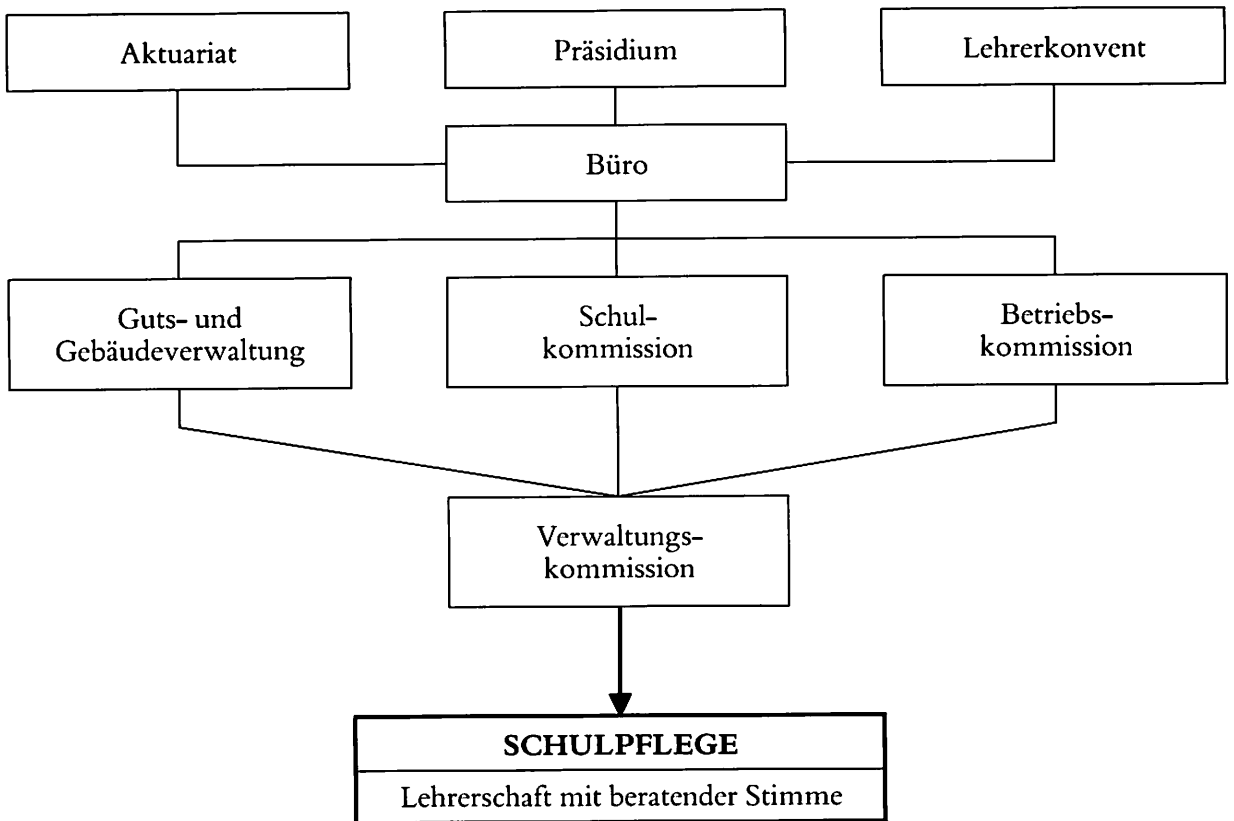 Aktuariat
Präsidium
Lehrerkonvent
Büro
Guts- und
Gebäudeverwaltung
Schul-
kommission
Betriebs-
kommission
Verwaltungs-
kommission
SCHULPFLEGE
Lehrerschaft mit beratender Stimme